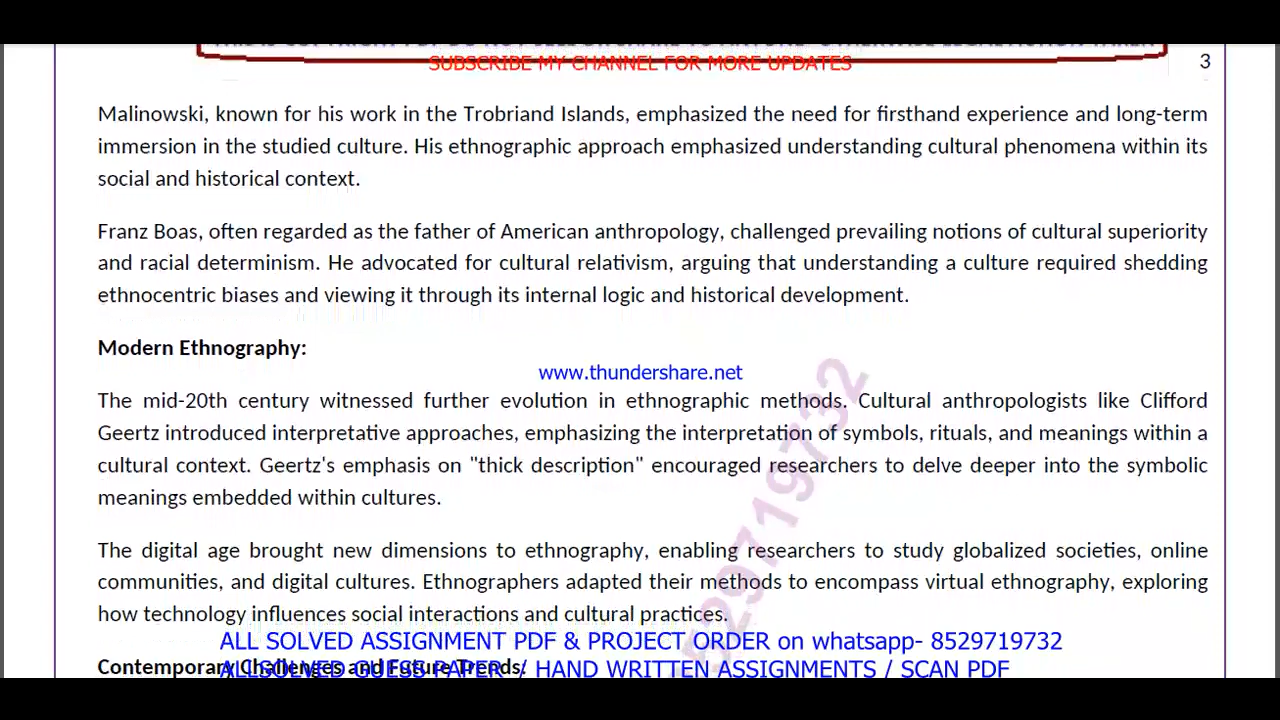 SUBSCRIBE MY CHANNEL FOR MORE UPDATES
3
Malinowski, known for his work in the Trobriand Islands, emphasized the need for firsthand experience and long-term
immersion in the studied culture. His ethnographic approach emphasized understanding cultural phenomena within its
social and historical context.
Franz Boas, often regarded as the father of American anthropology, challenged prevailing notions of cultural superiority
and racial determinism. He advocated for cultural relativism, arguing that understanding a culture required shedding
ethnocentric biases and viewing it through its internal logic and historical development.
Modern Ethnography:
www.thundershare.net
The mid-20th century witnessed further evolution in ethnographic methods. Cultural anthropologists like Clifford
Geertz introduced interpretative approaches, emphasizing the interpretation of symbols, rituals, and meanings within a
cultural context. Geertz's emphasis on "thick description" encouraged researchers to delve deeper into the symbolic
meanings embedded within cultures.
The digital age brought new dimensions to ethnography, enabling researchers to study globalized societies, online
communities, and digital cultures. Ethnographers adapted their methods to encompass virtual ethnography, exploring
how technology influences social interactions and cultural practices.
8529719732
ALL SOLVED ASSIGNMENT PDF & PROJECT ORDER on whatsapp- 8529719732
Contemporary Challenges and Future Trends:
ALLSOLVED GUESS PAPER / HAND WRITTEN ASSIGNMENTS / SCAN PDF